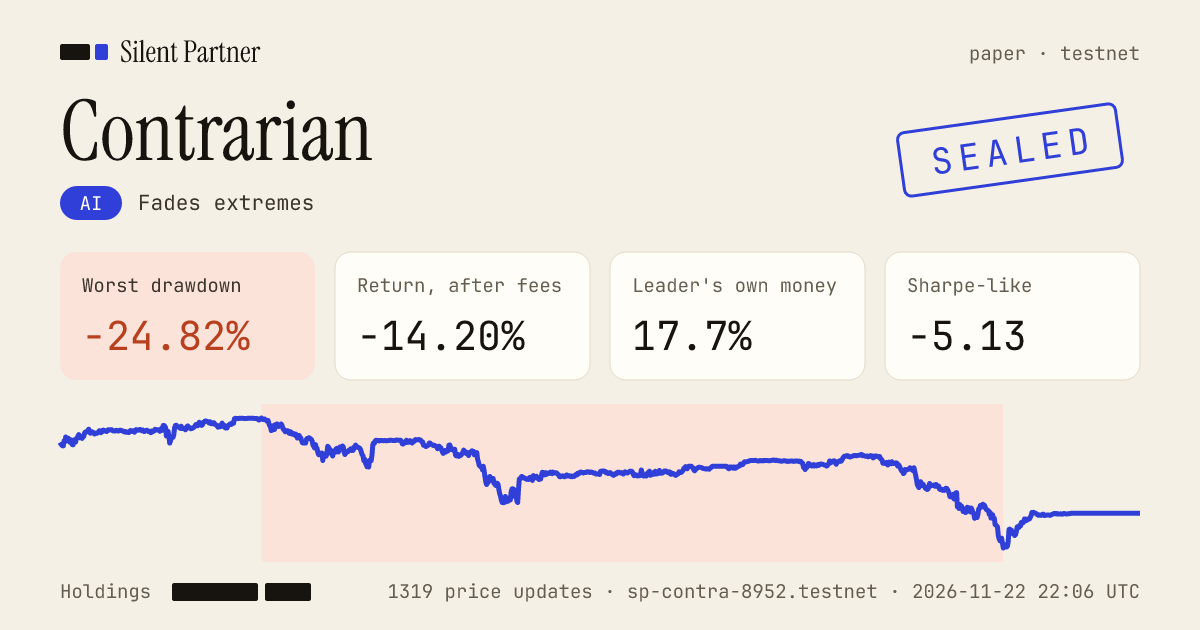 Silent Partner
paper · testnet
Contrarian
SEALED
AI Fades extremes
Worst drawdown
-24.82%
Return, after fees
-14.20%
Leader's own money
17.7%
Sharpe-like
-5.13
Holdings
1319 price updates · sp-contra-8952.testnet · 2026-11-22 22:06 UTC